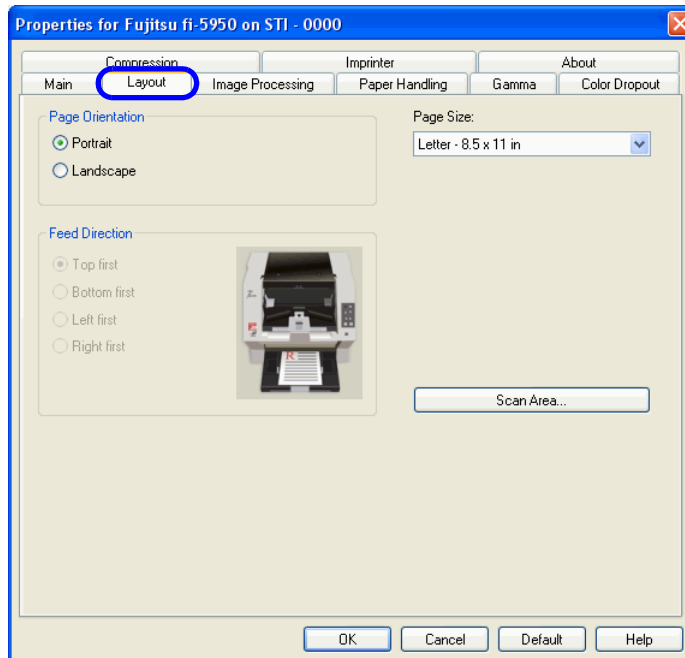 Properties for Fujitsu fi-5950 on STI - 0000
Compression Imprinter About
Main Layout Image Processing Paper Handling Gamma Color Dropout
Page Orientation
Portrait
Landscape
Page Size:
Letter - 8.5 x 11 in
Feed Direction
Top first
Bottom first
Left first
Right first
R
Scan Area...
OK Cancel Default Help